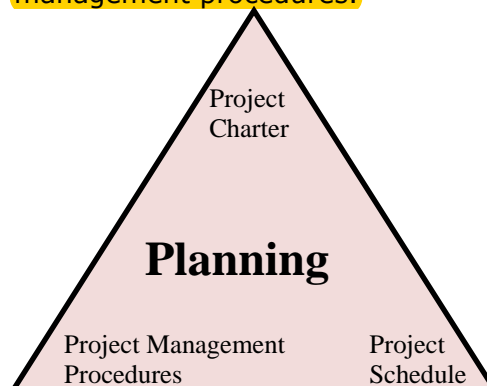 management procedures.
Project
Charter
Planning
Project Management
Procedures
Project
Schedule